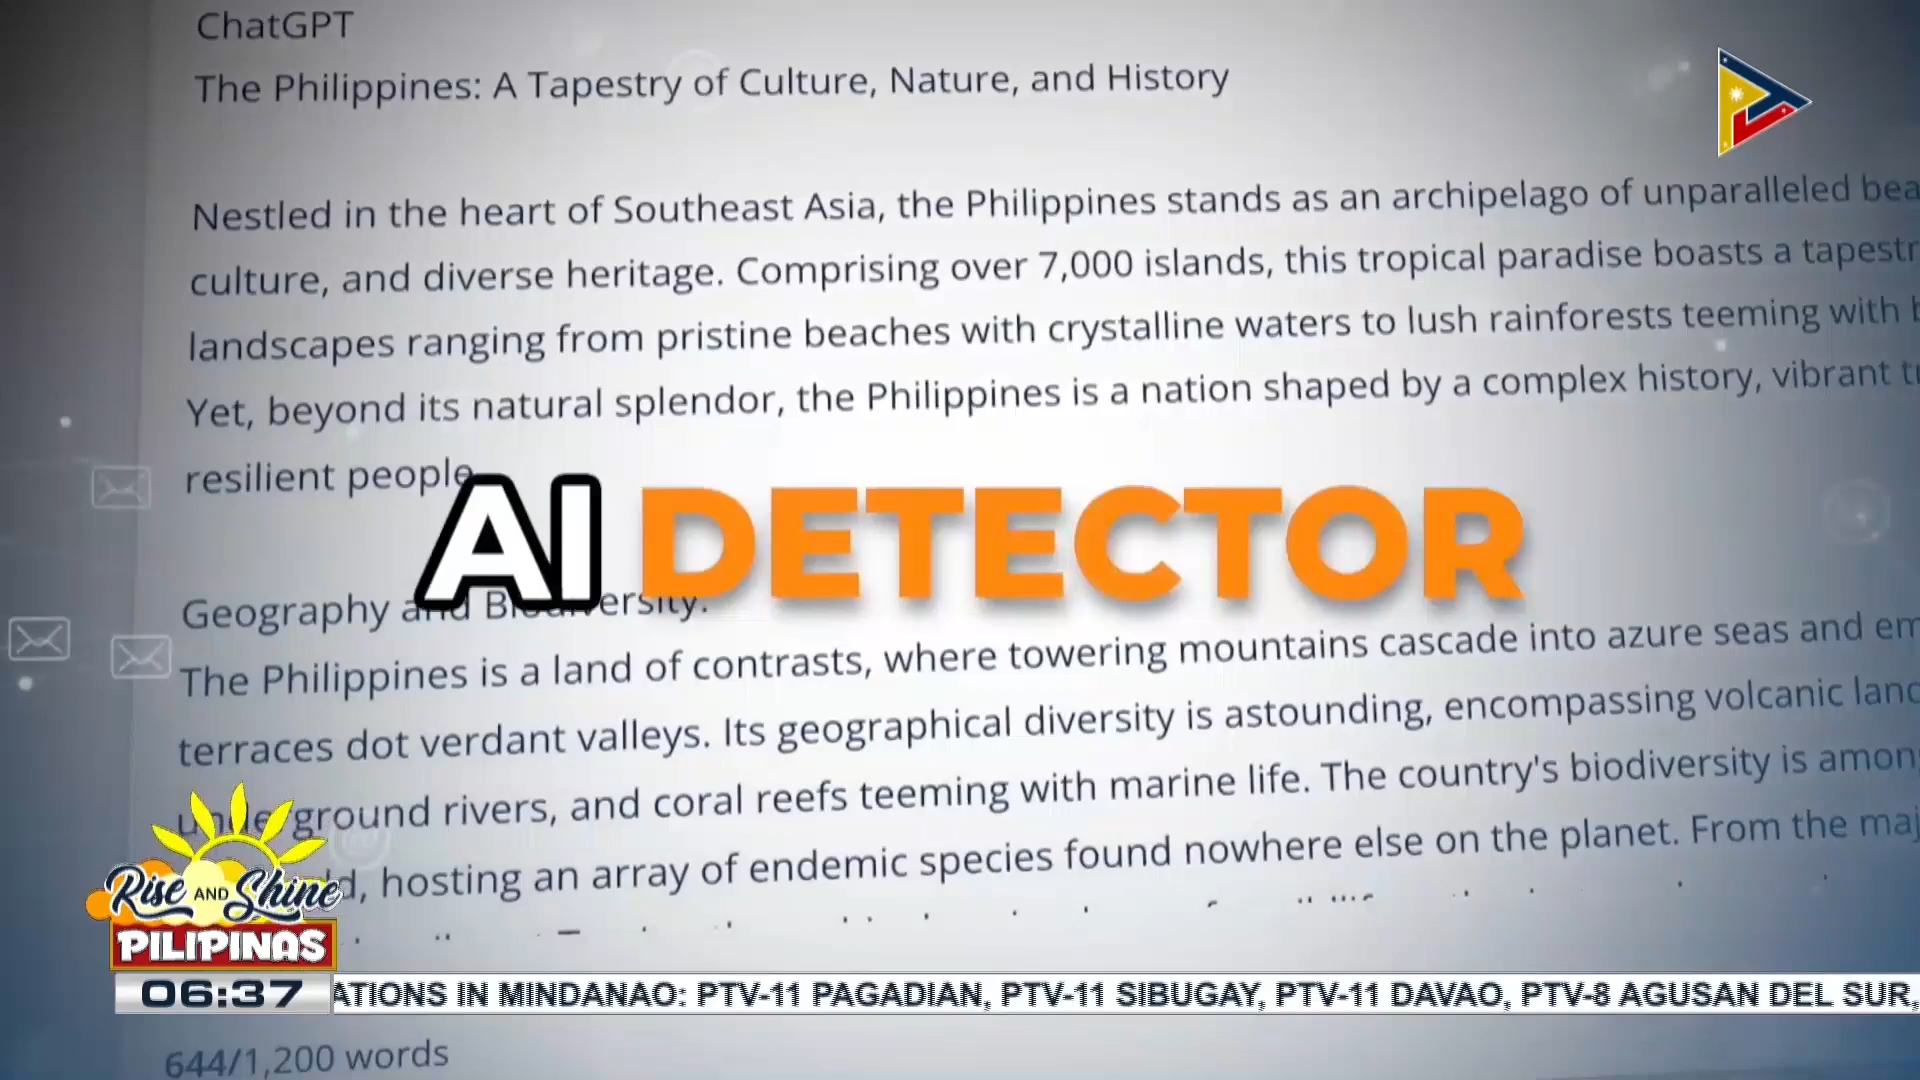 ChatGPT
The Philippines: A Tapestry of Culture, Nature, and History
Nestled in the heart of Southeast Asia, the Philippines stands as an archipelago of unparalleled
culture, and diverse heritage. Comprising over 7,000 islands, this tropical paradise boasts a
landscapes ranging from pristine beaches with crystalline waters to lush rainforests teeming with
Yet, beyond its natural splendor, the Philippines is a nation shaped by a complex history, vibrant
resilient people
AI DETECTOR
Geography and Biodiversity:
The Philippines is a land of contrasts, where towering mountains cascade into azure seas and
terraces dot verdant valleys. Its geographical diversity is astounding, encompassing volcanic
underground rivers, and coral reefs teeming with marine life. The country's biodiversity is
hosting an array of endemic species found nowhere else on the planet. From the
Rise AND Shine
PILIPINAS
06:37 ATIONS IN MINDANAO: PTV-11 PAGADIAN, PTV-11 SIBUGAY, PTV-11 DAVAO, PTV-8 AGUSAN DEL SUR,
644/1,200 words